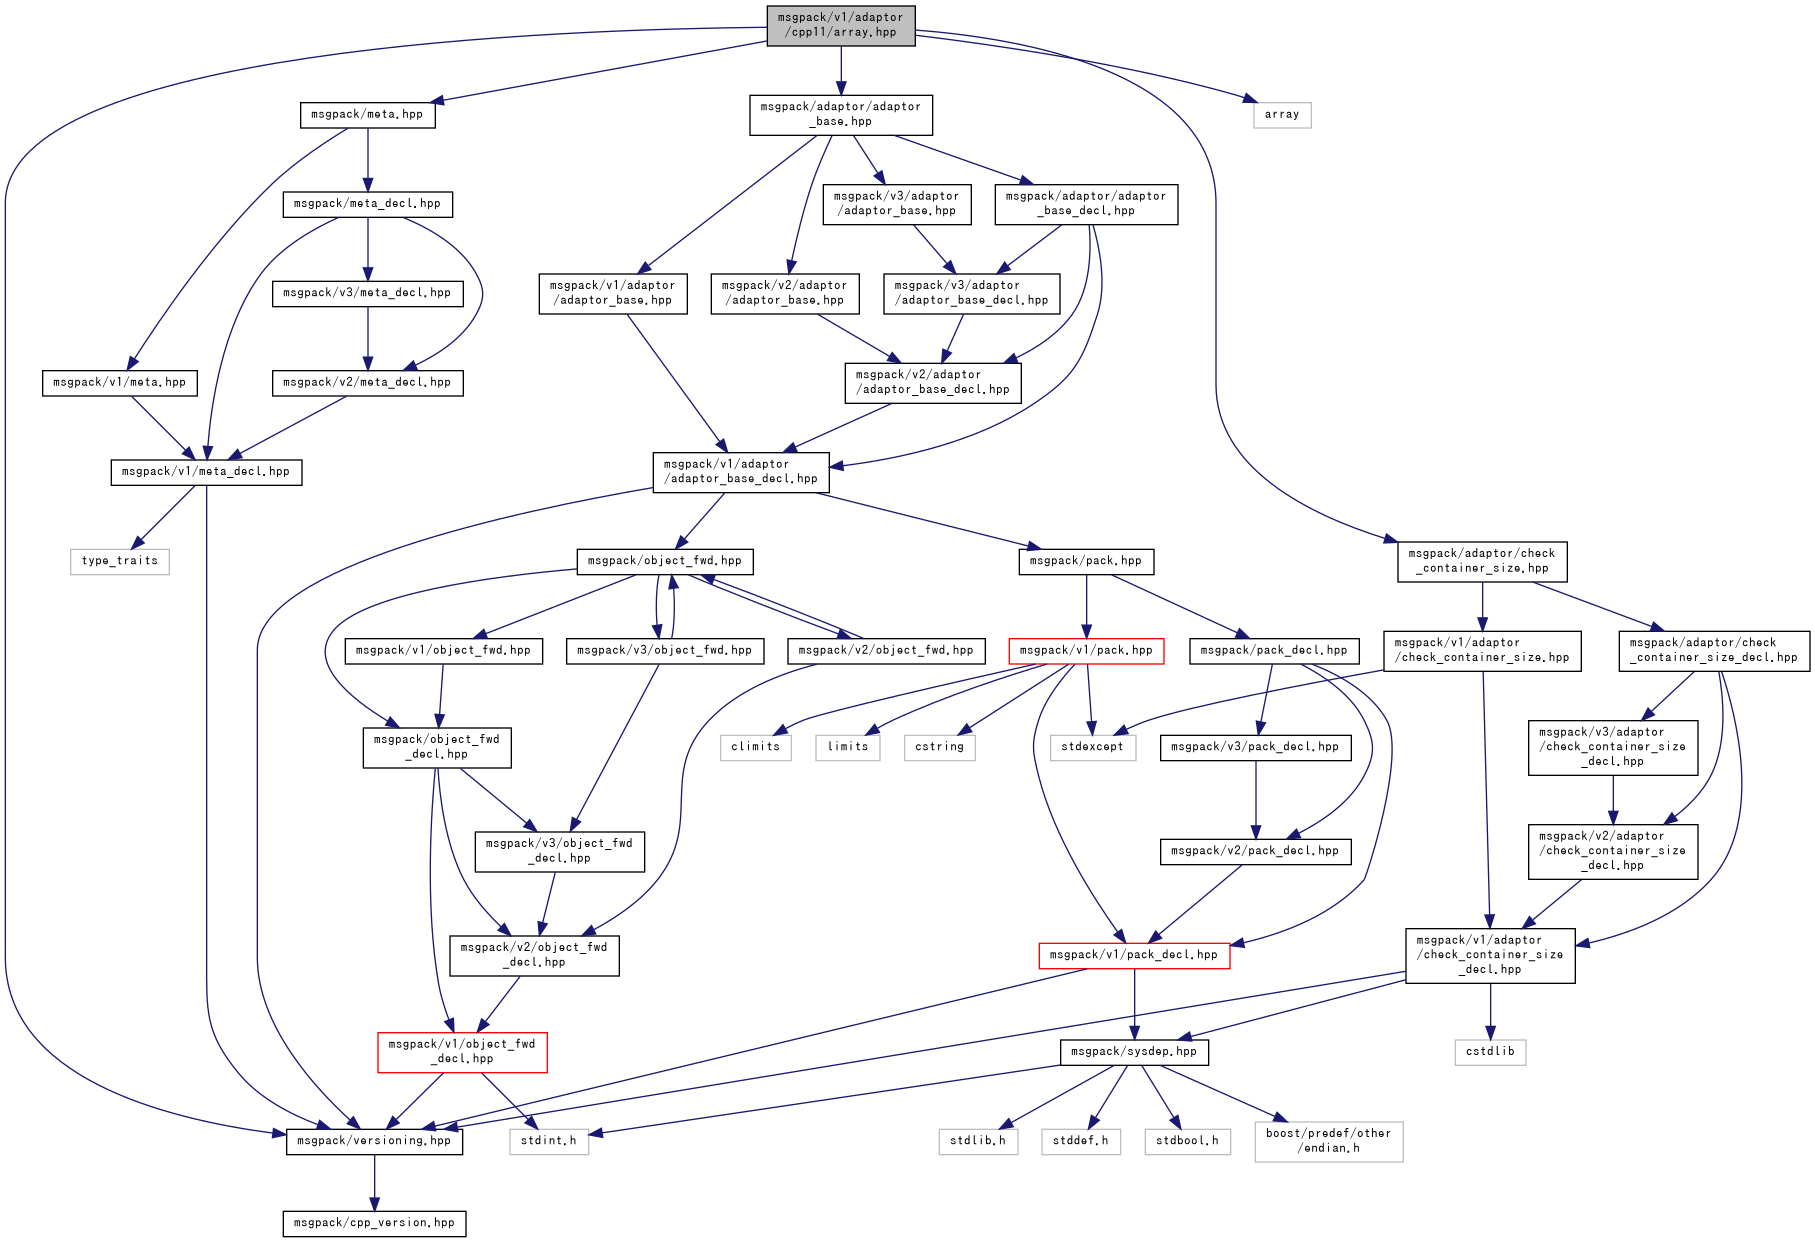 msgpack/v1/adaptor
/cpp11/array.hpp
msgpack/meta.hpp
msgpack/adaptor/adaptor
_base.hpp
array
msgpack/meta_decl.hpp
msgpack/v3/adaptor
/adaptor_base.hpp
msgpack/adaptor/adaptor
_base_decl.hpp
msgpack/v3/meta_decl.hpp
msgpack/v1/adaptor
/adaptor_base.hpp
msgpack/v2/adaptor
/adaptor_base.hpp
msgpack/v3/adaptor
/adaptor_base_decl.hpp
msgpack/v1/meta.hpp
msgpack/v2/meta_decl.hpp
msgpack/v2/adaptor
/adaptor_base_decl.hpp
msgpack/v1/meta_decl.hpp
msgpack/v1/adaptor
/adaptor_base_decl.hpp
type_traits
msgpack/object_fwd.hpp
msgpack/pack.hpp
msgpack/adaptor/check
_container_size.hpp
msgpack/v1/object_fwd.hpp
msgpack/v3/object_fwd.hpp
msgpack/v2/object_fwd.hpp
msgpack/v1/pack.hpp
msgpack/pack_decl.hpp
msgpack/v1/adaptor
/check_container_size.hpp
msgpack/adaptor/check
_container_size_decl.hpp
msgpack/object_fwd
_decl.hpp
climits
limits
cstring
stdexcept
msgpack/v3/pack_decl.hpp
msgpack/v3/adaptor
/check_container_size
_decl.hpp
msgpack/v3/object_fwd
_decl.hpp
msgpack/v2/pack_decl.hpp
msgpack/v2/adaptor
/check_container_size
_decl.hpp
msgpack/v2/object_fwd
_decl.hpp
msgpack/v1/pack_decl.hpp
msgpack/v1/adaptor
/check_container_size
_decl.hpp
msgpack/v1/object_fwd
_decl.hpp
msgpack/sysdep.hpp
cstdlib
msgpack/versioning.hpp
stdint.h
stdlib.h
stddef.h
stdbool.h
boost/predef/other
/endian.h
msgpack/cpp_version.hpp